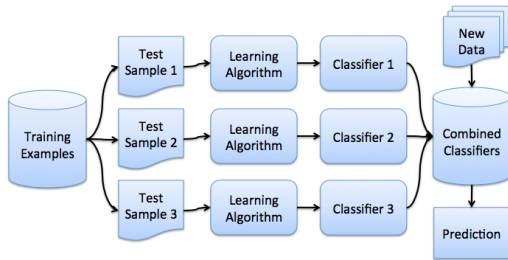 Training
Examples
Test
Sample 1
Learning
Algorithm
Classifier 1
Test
Sample 2
Learning
Algorithm
Classifier 2
Test
Sample 3
Learning
Algorithm
Classifier 3
New
Data
Combined
Classifiers
Prediction